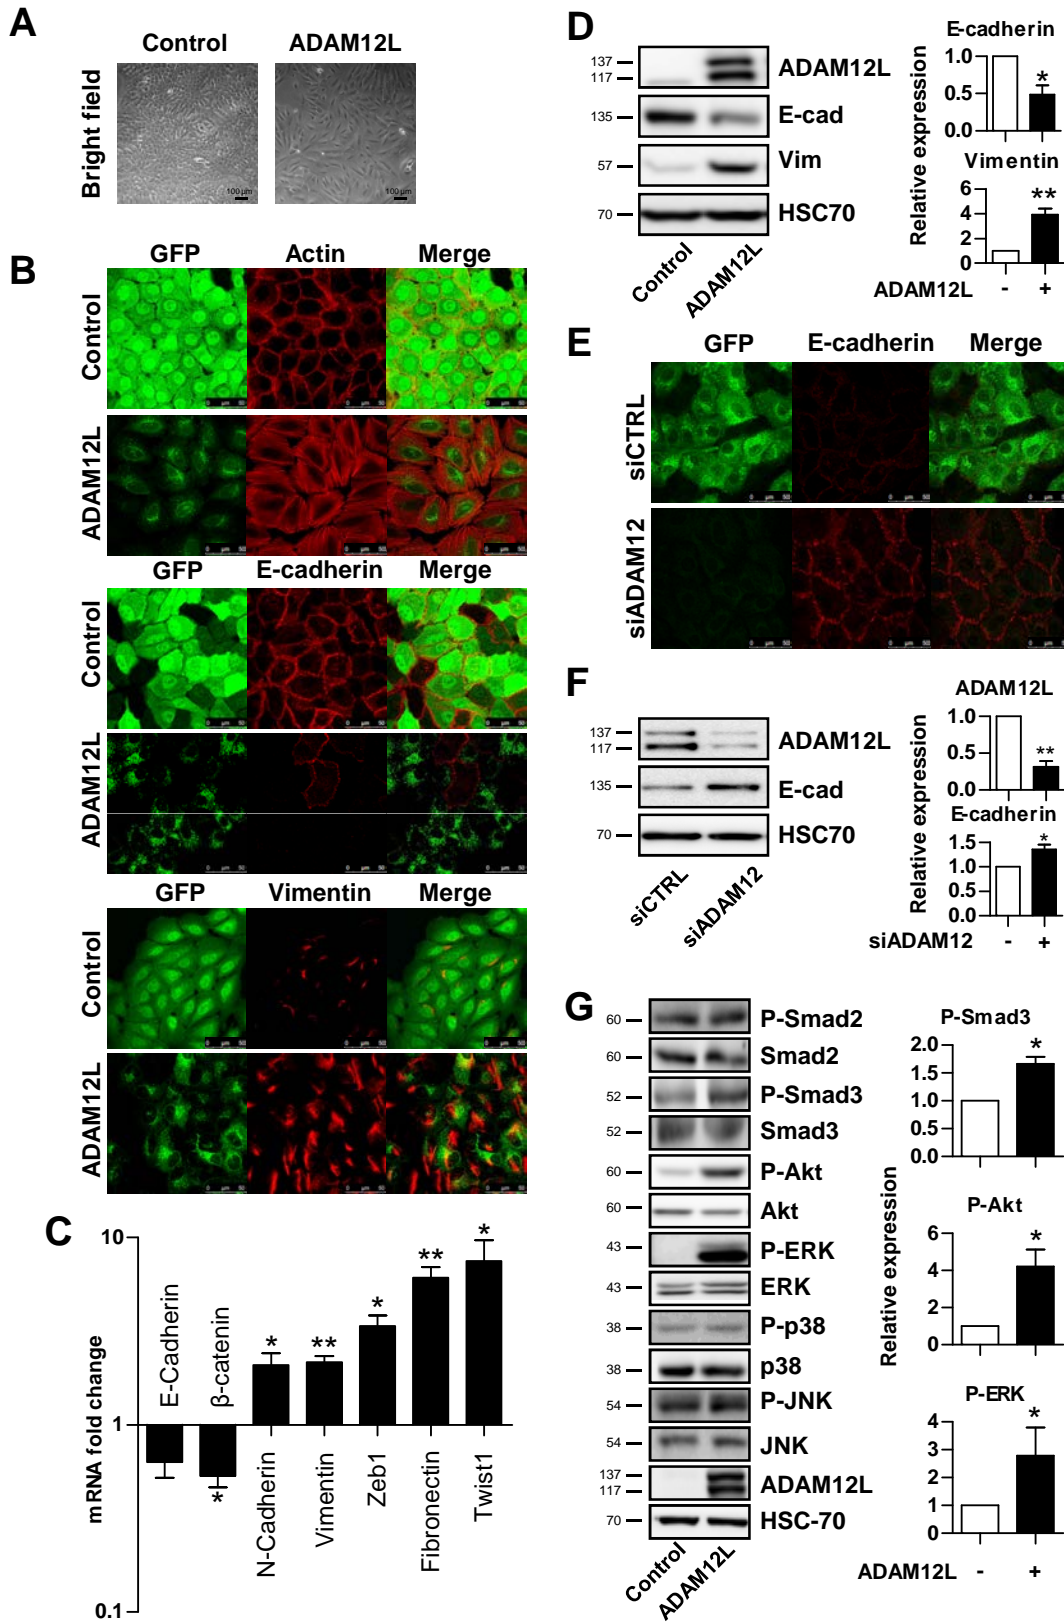 A
Control ADAM12L
Bright field
100 µm 100 µm
B
GFP Actin Merge
Control
ADAM12L
GFP E-cadherin Merge
Control
ADAM12L
GFP Vimentin Merge
Control
ADAM12L
0 µm 50
C
mRNA fold change
10
1
0.1
E-Cadherin
β-catenin
*
N-Cadherin
*
Vimentin
**
Zeb1
*
Fibronectin
**
Twist1
*
D
137
117
ADAM12L
135
E-cad
57
Vim
70
HSC70
Control ADAM12L
Relative expression
E-cadherin
1.0
0.5
0.0
*
Vimentin
6
4
2
0
**
ADAM12L - +
E
GFP E-cadherin Merge
siCTRL
siADAM12
F
137
117
ADAM12L
135
E-cad
70
HSC70
siCTRL siADAM12
Relative expression
ADAM12L
1.0
0.5
0.0
**
E-cadherin
1.5
1.0
0.5
0.0
*
siADAM12 - +
G
60 P-Smad2
60 Smad2
52 P-Smad3
52 Smad3
60 P-Akt
60 Akt
43 P-ERK
43 ERK
38 P-p38
38 p38
54 P-JNK
54 JNK
137
117
ADAM12L
70 HSC-70
Control ADAM12L
Relative expression
P-Smad3
2.0
1.5
1.0
0.5
0.0
*
P-Akt
6
4
2
0
*
P-ERK
4
3
2
1
0
*
ADAM12L - +